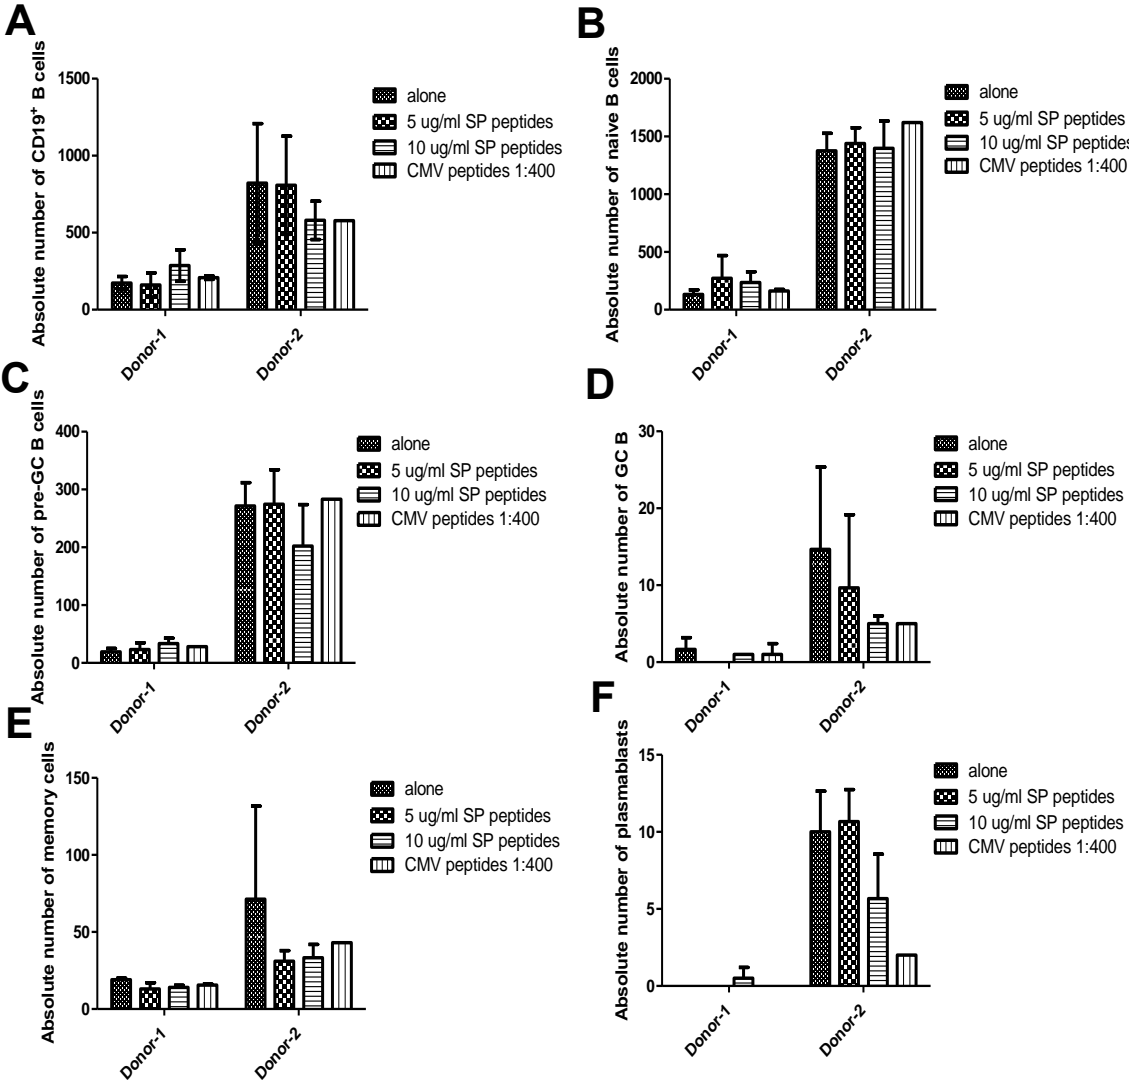 A
Absolute number of CD19+ B cells
1500
1000
500
0
Donor-1
Donor-2
alone
5 ug/ml SP peptides
10 ug/ml SP peptides
CMV peptides 1:400
B
Absolute number of naive B cells
2000
1500
1000
500
0
Donor-1
Donor-2
alone
5 ug/ml SP peptides
10 ug/ml SP peptides
CMV peptides 1:400
C
Absolute number of pre-GC B cells
400
300
200
100
0
Donor-1
Donor-2
alone
5 ug/ml SP peptides
10 ug/ml SP peptides
CMV peptides 1:400
D
Absolute number of GC B
30
20
10
0
Donor-1
Donor-2
alone
5 ug/ml SP peptides
10 ug/ml SP peptides
CMV peptides 1:400
E
Absolute number of memory cells
150
100
50
0
Donor-1
Donor-2
alone
5 ug/ml SP peptides
10 ug/ml SP peptides
CMV peptides 1:400
F
Absolute number of plasmablasts
15
10
5
0
Donor-1
Donor-2
alone
5 ug/ml SP peptides
10 ug/ml SP peptides
CMV peptides 1:400